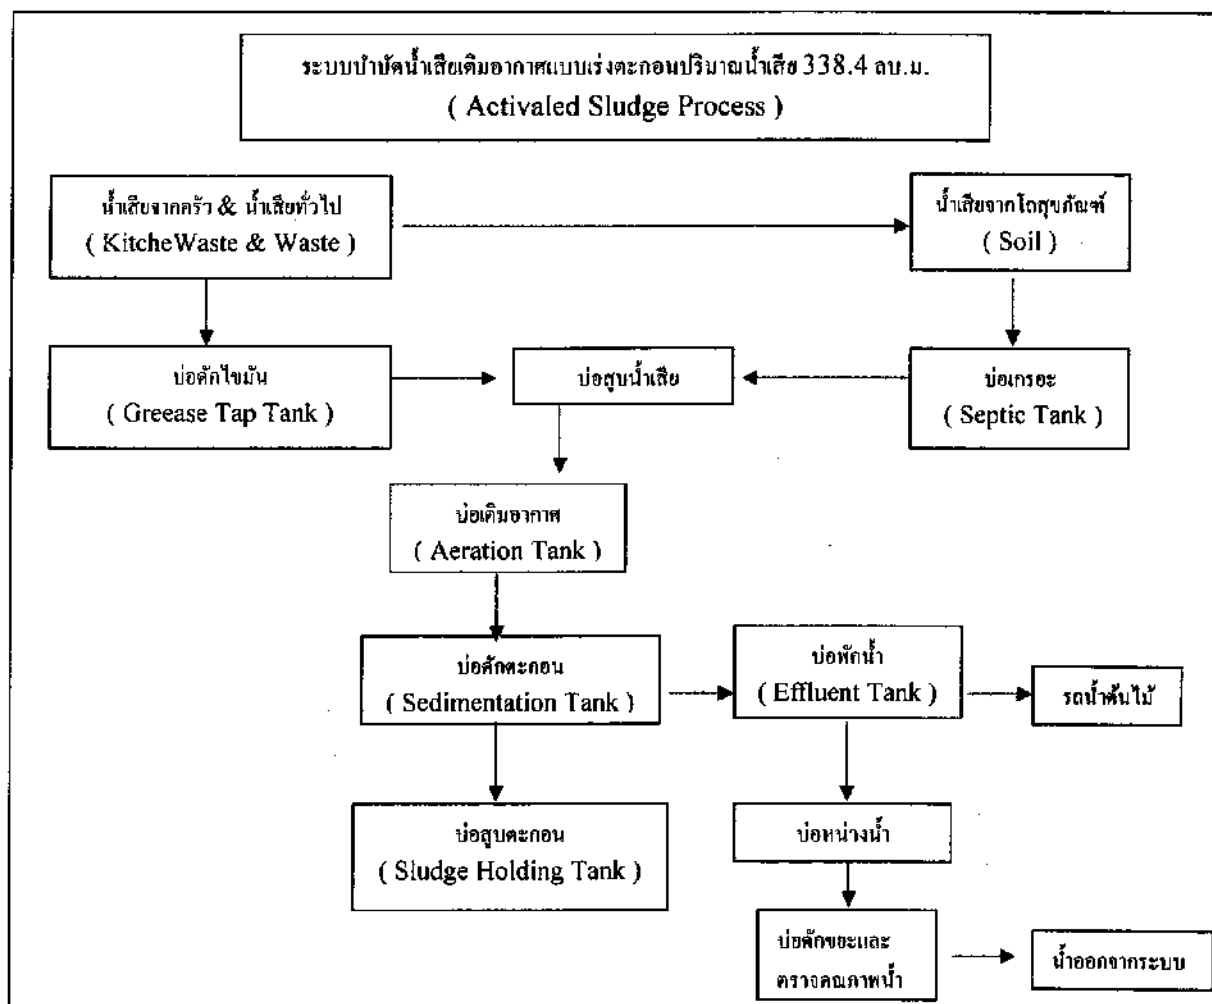 ระบบบำบัดน้ำเสียเติมอากาศแบบเร่งตะกอนปริมาณน้ำเสีย 338.4 ลบ.ม.
( Activaled Sludge Process )
น้ำเสียจากครัว & น้ำเสียทั่วไป
( KitcheWaste & Waste )
น้ำเสียจากโถสุขภัณฑ์
( Soil )
บ่อดักไขมัน
( Greease Tap Tank )
บ่อสูบน้ำเสีย
บ่อเกรอะ
( Septic Tank )
บ่อเติมอากาศ
( Aeration Tank )
บ่อดักตะกอน
( Sedimentation Tank )
บ่อพักน้ำ
( Effluent Tank )
รดน้ำต้นไม้
บ่อสูบตะกอน
( Sludge Holding Tank )
บ่อหน่วงน้ำ
บ่อดักขยะและ
ตรวจคุณภาพน้ำ
น้ำออกจากระบบ